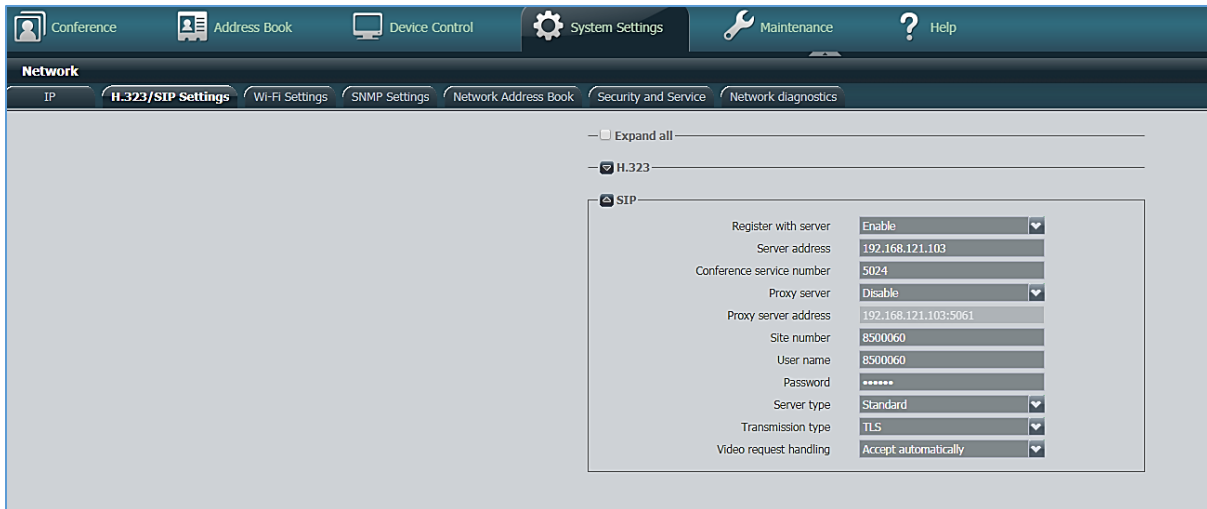 Conference Address Book Device Control System Settings Maintenance ? Help
Network
IP H.323/SIP Settings Wi-Fi Settings SNMP Settings Network Address Book Security and Service Network diagnostics
Expand all
H.323
SIP
Register with server Enable
Server address 192.168.121.103
Conference service number 5024
Proxy server Disable
Proxy server address 192.168.121.103:5061
Site number 8500060
User name 8500060
Password ••••••
Server type Standard
Transmission type TLS
Video request handling Accept automatically